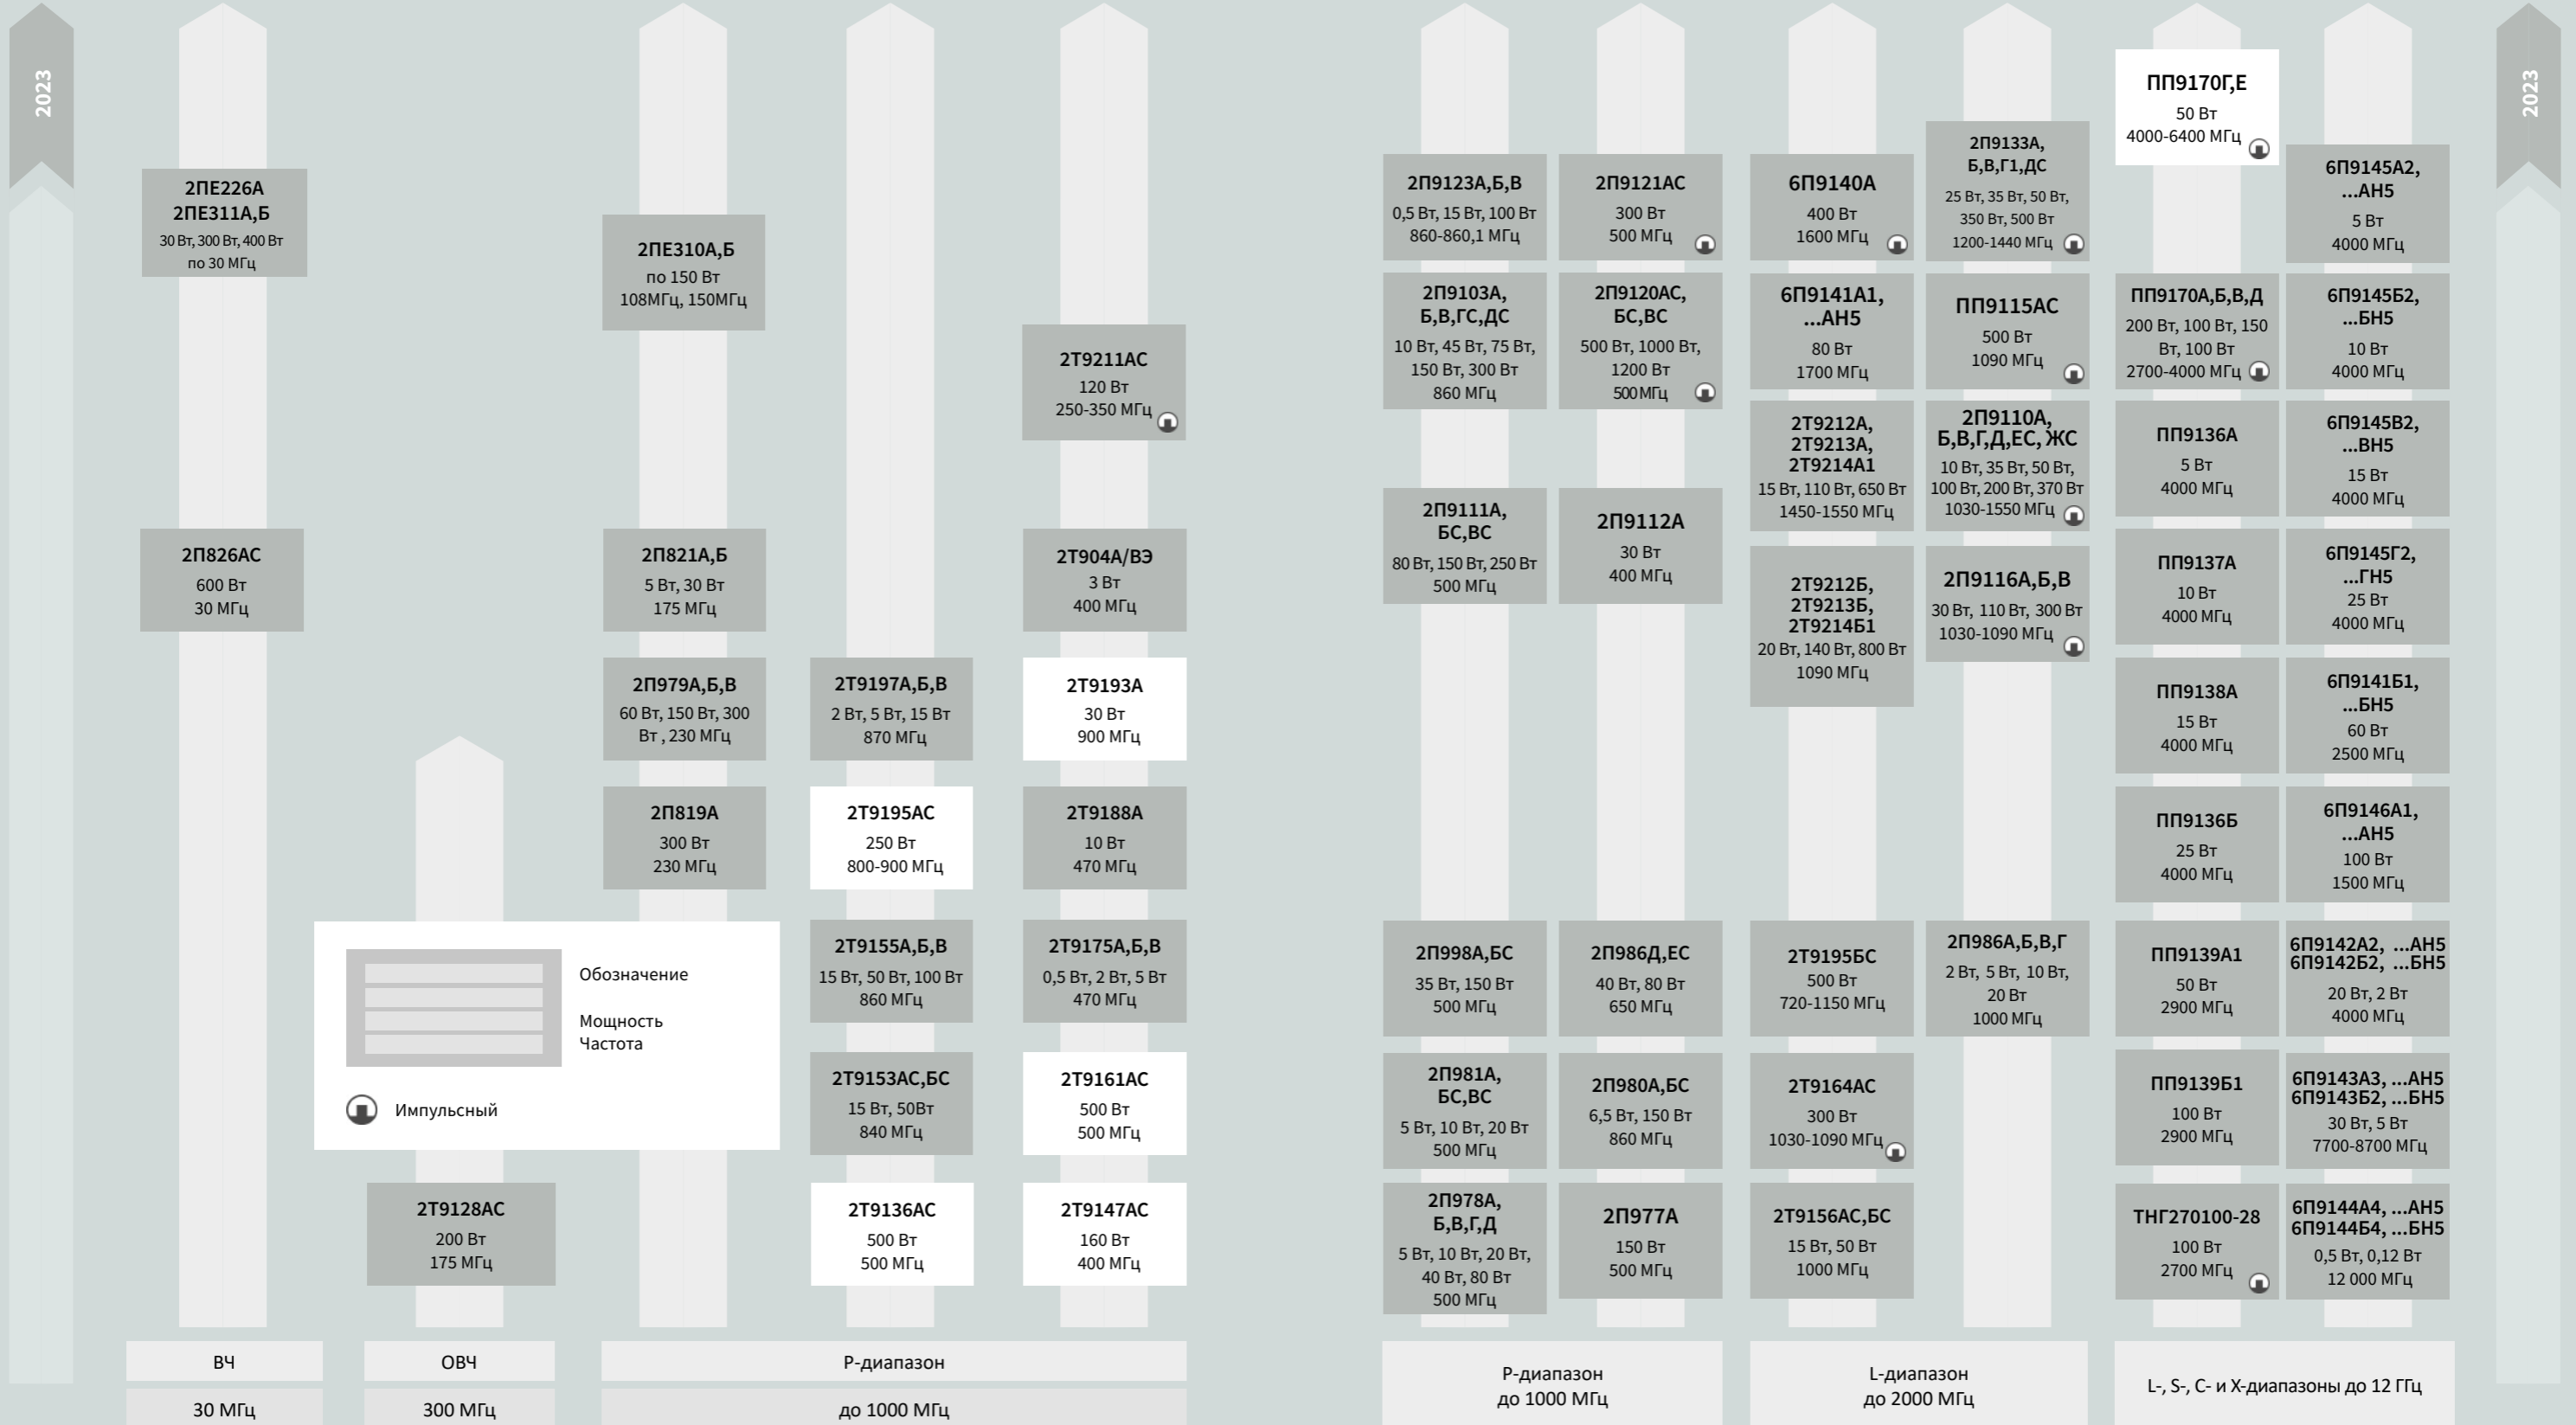 2023
2ПЕ226А
2ПЕ311А,Б
30 Вт, 300 Вт, 400 Вт
по 30 МГц
2П826АС
600 Вт
30 МГц
Обозначение
Мощность
Частота
Импульсный
2Т9128АС
200 Вт
175 МГц
2ПЕ310А,Б
по 150 Вт
108МГц, 150МГц
2П821А,Б
5 Вт, 30 Вт
175 МГц
2П979А,Б,В
60 Вт, 150 Вт, 300
Вт , 230 МГц
2П819А
300 Вт
230 МГц
2Т9197А,Б,В
2 Вт, 5 Вт, 15 Вт
870 МГц
2Т9195АС
250 Вт
800-900 МГц
2Т9155А,Б,В
15 Вт, 50 Вт, 100 Вт
860 МГц
2Т9153АС,БС
15 Вт, 50Вт
840 МГц
2Т9136АС
500 Вт
500 МГц
2Т9211АС
120 Вт
250-350 МГц
2Т904А/ВЭ
3 Вт
400 МГц
2Т9193А
30 Вт
900 МГц
2Т9188А
10 Вт
470 МГц
2Т9175А,Б,В
0,5 Вт, 2 Вт, 5 Вт
470 МГц
2Т9161АС
500 Вт
500 МГц
2Т9147АС
160 Вт
400 МГц
ВЧ
30 МГц
ОВЧ
300 МГц
Р-диапазон
до 1000 МГц
2П9123А,Б,В
0,5 Вт, 15 Вт, 100 Вт
860-860,1 МГц
2П9103А,
Б,В,ГС,ДС
10 Вт, 45 Вт, 75 Вт,
150 Вт, 300 Вт
860 МГц
2П9111А,
БС,ВС
80 Вт, 150 Вт, 250 Вт
500 МГц
2П998А,БС
35 Вт, 150 Вт
500 МГц
2П981А,
БС,ВС
5 Вт, 10 Вт, 20 Вт
500 МГц
2П978А,
Б,В,Г,Д
5 Вт, 10 Вт, 20 Вт,
40 Вт, 80 Вт
500 МГц
2П9121АС
300 Вт
500 МГц
2П9120АС,
БС,ВС
500 Вт, 1000 Вт,
1200 Вт
500МГц
2П9112А
30 Вт
400 МГц
2П986Д,ЕС
40 Вт, 80 Вт
650 МГц
2П980А,БС
6,5 Вт, 150 Вт
860 МГц
2П977А
150 Вт
500 МГц
6П9140А
400 Вт
1600 МГц
6П9141А1,
...АН5
80 Вт
1700 МГц
2Т9212А,
2Т9213А,
2Т9214А1
15 Вт, 110 Вт, 650 Вт
1450-1550 МГц
2Т9212Б,
2Т9213Б,
2Т9214Б1
20 Вт, 140 Вт, 800 Вт
1090 МГц
2Т9195БС
500 Вт
720-1150 МГц
2Т9164АС
300 Вт
1030-1090 МГц
2Т9156АС,БС
15 Вт, 50 Вт
1000 МГц
2П9133А,
Б,В,Г1,ДС
25 Вт, 35 Вт, 50 Вт,
350 Вт, 500 Вт
1200-1440 МГц
ПП9115АС
500 Вт
1090 МГц
2П9110А,
Б,В,Г,Д,ЕС, ЖС
10 Вт, 35 Вт, 50 Вт,
100 Вт, 200 Вт, 370 Вт
1030-1550 МГц
2П9116А,Б,В
30 Вт, 110 Вт, 300 Вт
1030-1090 МГц
2П986А,Б,В,Г
2 Вт, 5 Вт, 10 Вт,
20 Вт
1000 МГц
ПП9170Г,Е
50 Вт
4000-6400 МГц
ПП9170А,Б,В,Д
200 Вт, 100 Вт, 150
Вт, 100 Вт
2700-4000 МГц
ПП9136А
5 Вт
4000 МГц
ПП9137А
10 Вт
4000 МГц
ПП9138А
15 Вт
4000 МГц
ПП9136Б
25 Вт
4000 МГц
ПП9139А1
50 Вт
2900 МГц
ПП9139Б1
100 Вт
2900 МГц
ТНГ270100-28
100 Вт
2700 МГц
6П9145А2,
...АН5
5 Вт
4000 МГц
6П9145Б2,
...БН5
10 Вт
4000 МГц
6П9145В2,
...ВН5
15 Вт
4000 МГц
6П9145Г2,
...ГН5
25 Вт
4000 МГц
6П9141Б1,
...БН5
60 Вт
2500 МГц
6П9146А1,
...АН5
100 Вт
1500 МГц
6П9142А2, ...АН5
6П9142Б2, ...БН5
20 Вт, 2 Вт
4000 МГц
6П9143А3, ...АН5
6П9143Б2, ...БН5
30 Вт, 5 Вт
7700-8700 МГц
6П9144А4, ...АН5
6П9144Б4, ...БН5
0,5 Вт, 0,12 Вт
12 000 МГц
2023
Р-диапазон
до 1000 МГц
L-диапазон
до 2000 МГц
L-, S-, C- и X-диапазоны до 12 ГГц